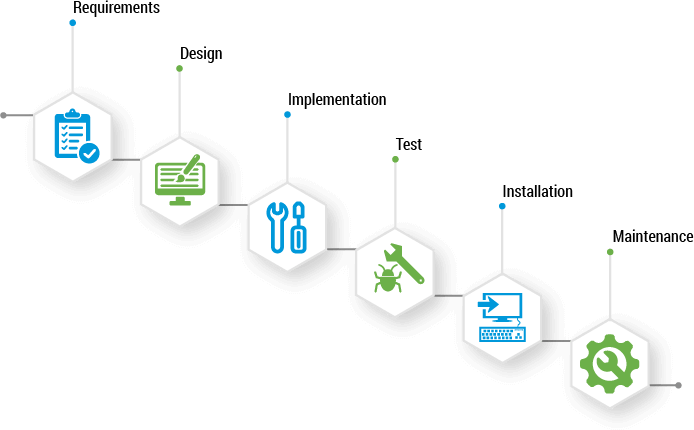 Requirements
Design
Implementation
Test
Installation
Maintenance